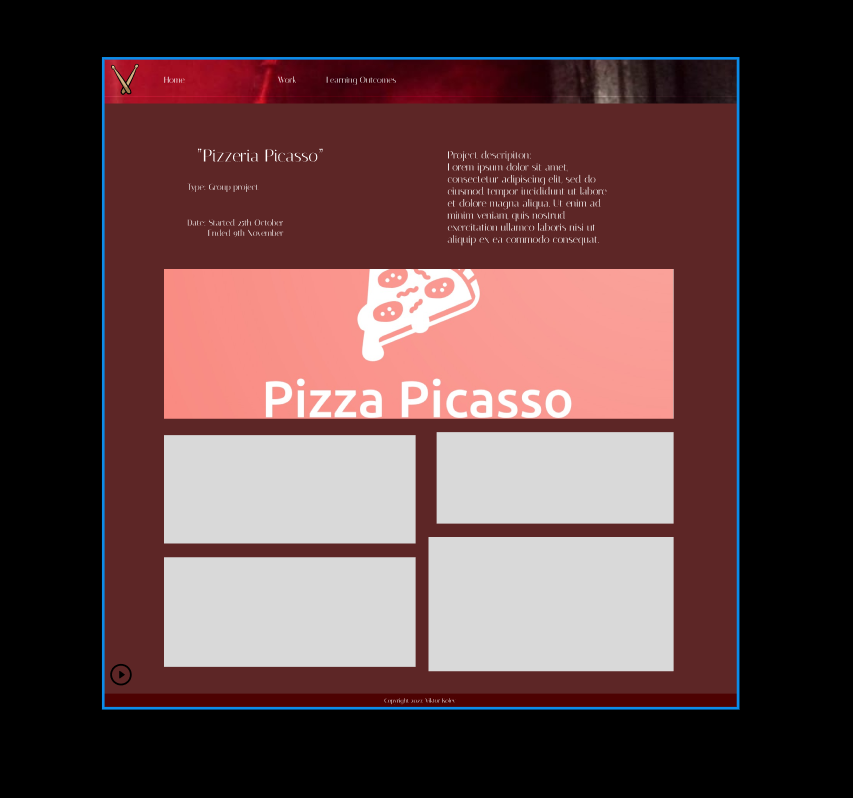 Home
Work
Learning Outcomes
"Pizzeria Picasso"
Type: Group project
Date: Started 25th October
Ended 9th November
Project descripiton:
Lorem ipsum dolor sit amet,
consectetur adipiscing elit, sed do
eiusmod tempor incididunt ut labore
et dolore magna aliqua. Ut enim ad
minim veniam, quis nostrud
exercitation ullamco laboris nisi ut
aliquip ex ea commodo consequat.
Pizza Picasso
Copyright Viktor